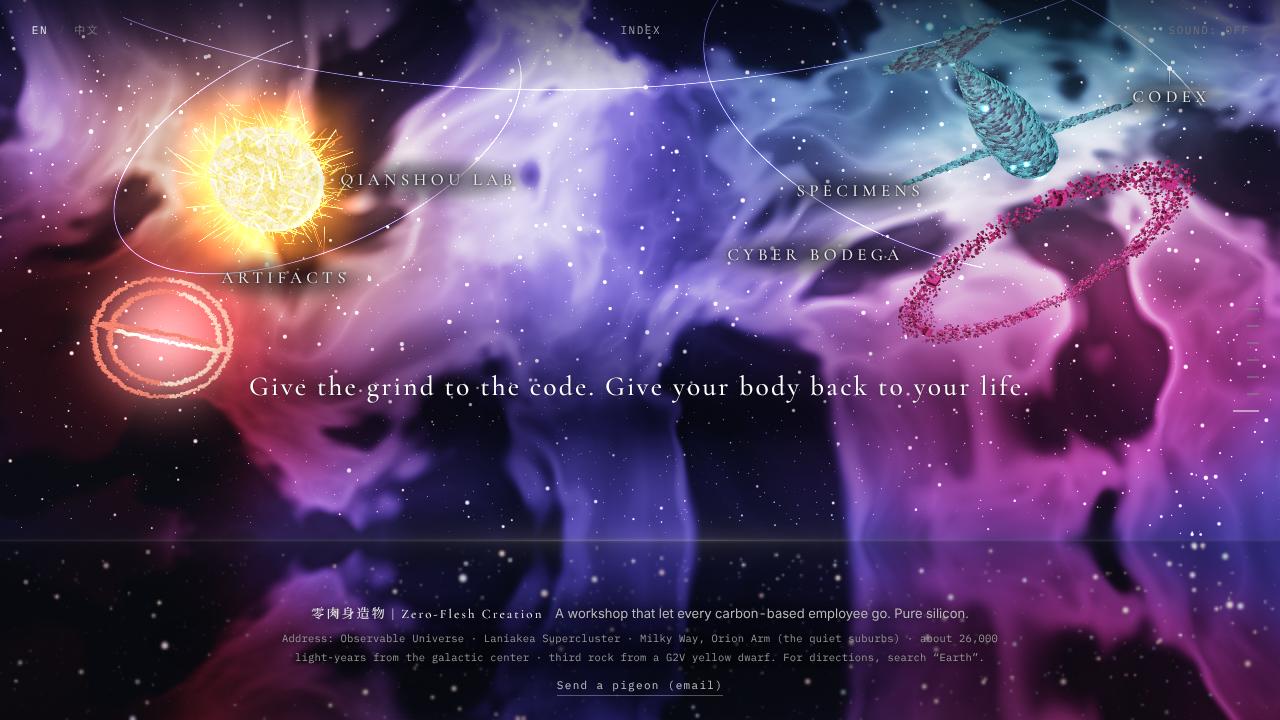 EN / 中文
INDEX
SOUND: OFF
CODEX
QIANSHOU LAB
SPECIMENS
CYBER BODEGA
ARTIFACTS
Give the grind to the code. Give your body back to your life.
零肉身造物 | Zero-Flesh Creation A workshop that let every carbon-based employee go. Pure silicon.
Address: Observable Universe · Laniakea Supercluster · Milky Way, Orion Arm (the quiet suburbs) · about 26,000
light-years from the galactic center · third rock from a G2V yellow dwarf. For directions, search “Earth”.
Send a pigeon (email)